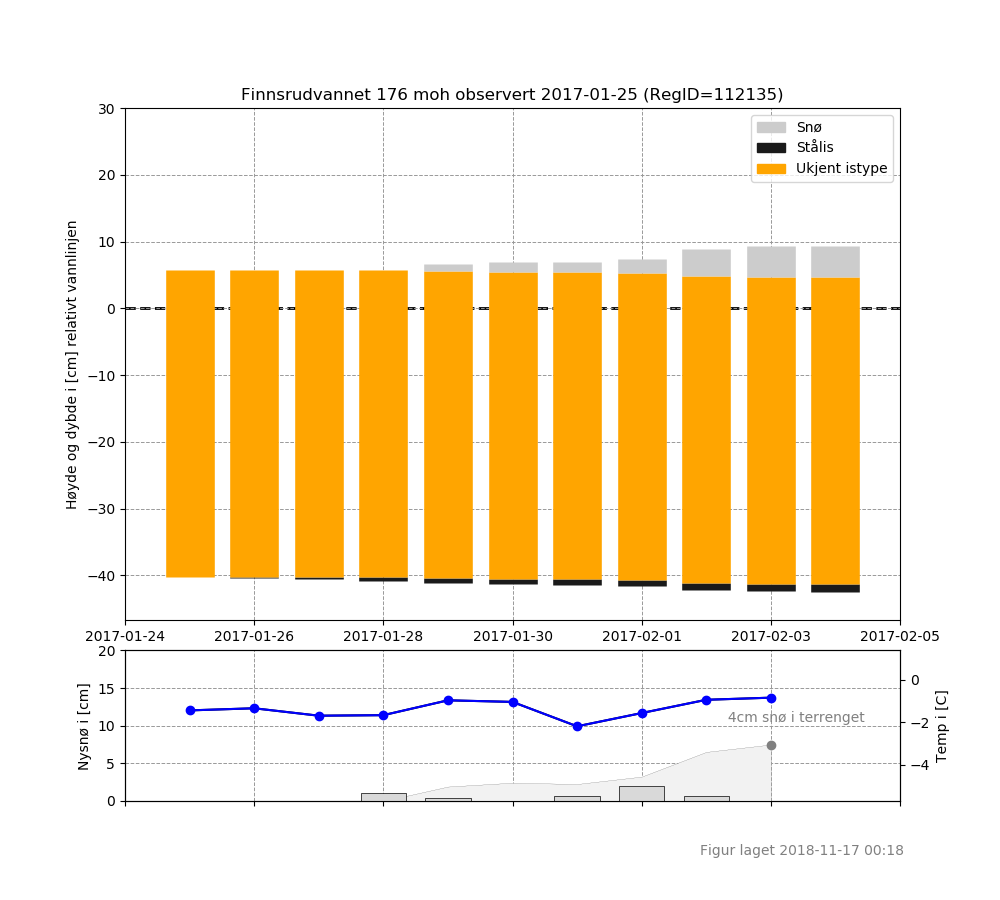 Finnsrudvannet 176 moh observert 2017-01-25 (RegID=112135)
Høyde og dybde i [cm] relativt vannlinjen
30
20
10
0
−10
−20
−30
−40
Snø
Stålis
Ukjent istype
2017-01-24
2017-01-26
2017-01-28
2017-01-30
2017-02-01
2017-02-03
2017-02-05
Nysnø i [cm]
20
15
10
5
0
4cm snø i terrenget
0
−2
−4
Temp i [C]
Figur laget 2018-11-17 00:18